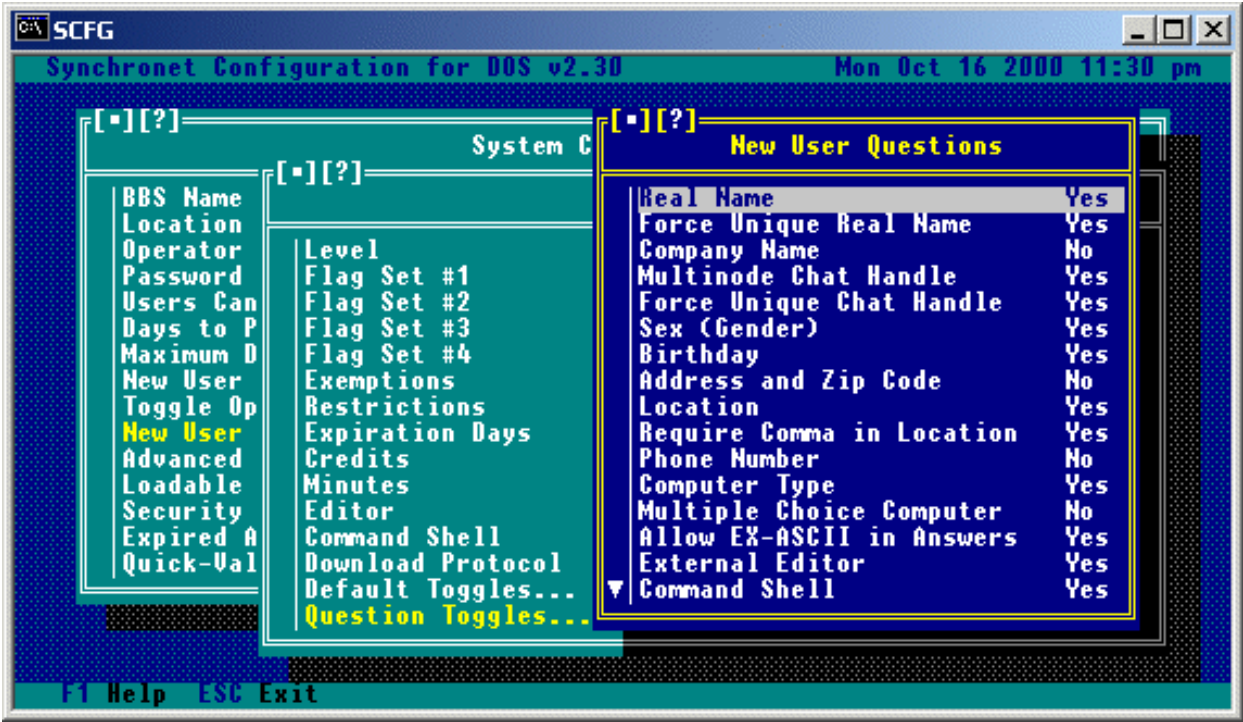 SCFG
Synchronet Configuration for DOS v2.30 Mon Oct 16 2000 11:30 pm
[▪][?]
System C
BBS Name
Location
Operator
Password
Users Can
Days to P
Maximum D
New User
Toggle Op
New User
Advanced
Loadable
Security
Expired A
Quick-Val
[▪][?]
Level
Flag Set #1
Flag Set #2
Flag Set #3
Flag Set #4
Exemptions
Restrictions
Expiration Days
Credits
Minutes
Editor
Command Shell
Download Protocol
Default Toggles...
Question Toggles...
[▪][?]
New User Questions
Real Name Yes
Force Unique Real Name Yes
Company Name No
Multinode Chat Handle Yes
Force Unique Chat Handle Yes
Sex (Gender) Yes
Birthday Yes
Address and Zip Code No
Location Yes
Require Comma in Location Yes
Phone Number No
Computer Type Yes
Multiple Choice Computer No
Allow EX-ASCII in Answers Yes
External Editor Yes
Command Shell Yes
F1 Help ESC Exit